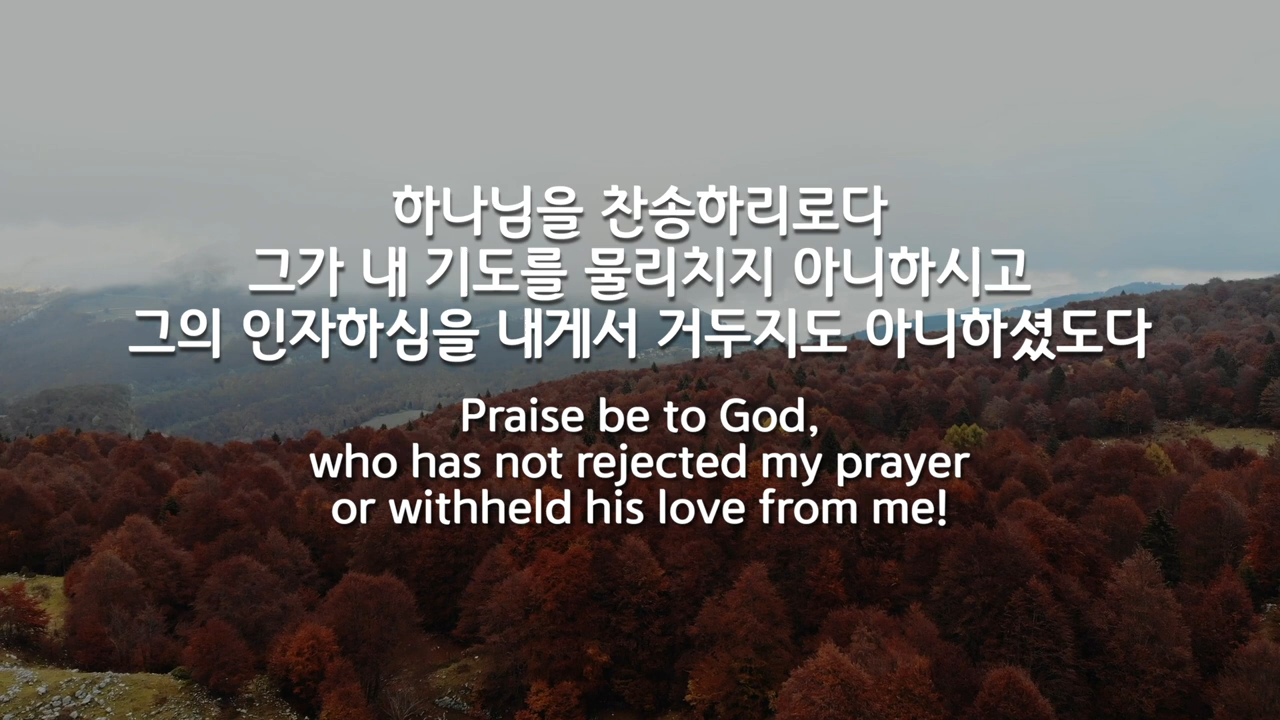 하나님을 찬송하리로다
그가 내 기도를 물리치지 아니하시고
그의 인자하심을 내게서 거두지도 아니하셨도다
Praise be to God,
who has not rejected my prayer
or withheld his love from me!